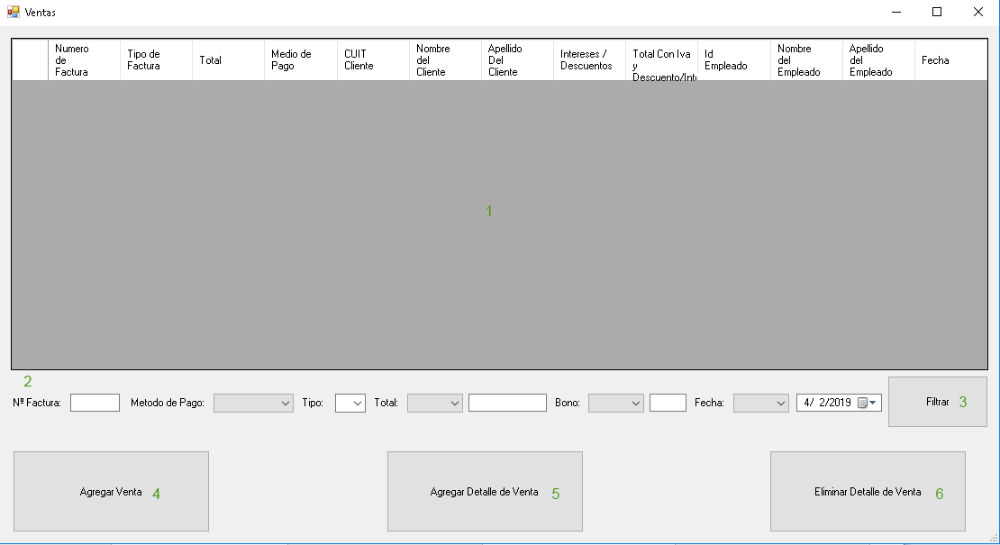 Ventas
Numero
de
Factura
Tipo de
Factura
Total
Medio de
Pago
CUIT
Cliente
Nombre
del
Cliente
Apellido
Del
Cliente
Intereses /
Descuentos
Total Con Iva
y
Descuento/Int
Id
Empleado
Nombre
del
Empleado
Apellido
del
Empleado
Fecha
1
2
Nº Factura:
Metodo de Pago:
Tipo:
Total:
Bono:
Fecha:
4/ 2/2019
Filtrar 3
Agregar Venta 4
Agregar Detalle de Venta 5
Eliminar Detalle de Venta 6